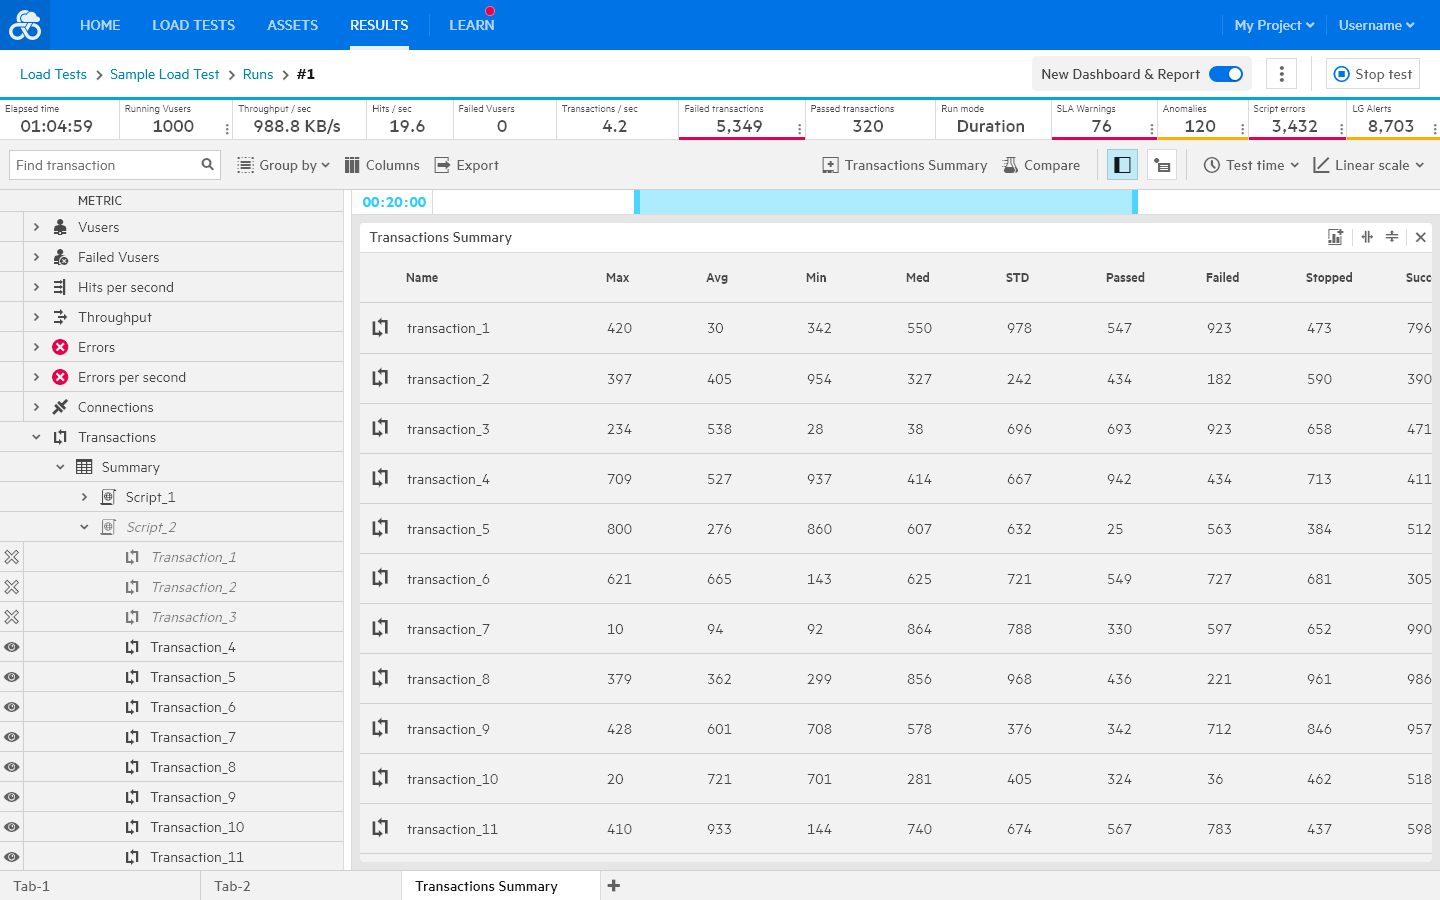 HOME LOAD TESTS ASSETS RESULTS LEARN My Project Username
Load Tests > Sample Load Test > Runs > #1 New Dashboard & Report Stop test
Elapsed time Running Vusers Throughput / sec Hits / sec Failed Vusers Transactions / sec Failed transactions Passed transactions Run mode SLA Warnings Anomalies Script errors LG Alerts
01:04:59 1000 988.8 KB/s 19.6 0 4.2 5,349 320 Duration 76 120 3,432 8,703
Find transaction Group by Columns Export Transactions Summary Compare Test time Linear scale
METRIC
Vusers
Failed Vusers
Hits per second
Throughput
Errors
Errors per second
Connections
Transactions
Summary
Script_1
Script_2
Transaction_1
Transaction_2
Transaction_3
Transaction_4
Transaction_5
Transaction_6
Transaction_7
Transaction_8
Transaction_9
Transaction_10
Transaction_11
00:20:00
Transactions Summary
Name Max Avg Min Med STD Passed Failed Stopped Succ
transaction_1 420 30 342 550 978 547 923 473 796
transaction_2 397 405 954 327 242 434 182 590 390
transaction_3 234 538 28 38 696 693 923 658 471
transaction_4 709 527 937 414 667 942 434 713 411
transaction_5 800 276 860 607 632 25 563 384 512
transaction_6 621 665 143 625 721 549 727 681 305
transaction_7 10 94 92 864 788 330 597 652 990
transaction_8 379 362 299 856 968 436 221 961 986
transaction_9 428 601 708 578 376 342 712 846 957
transaction_10 20 721 701 281 405 324 36 462 518
transaction_11 410 933 144 740 674 567 783 437 598
Tab-1 Tab-2 Transactions Summary